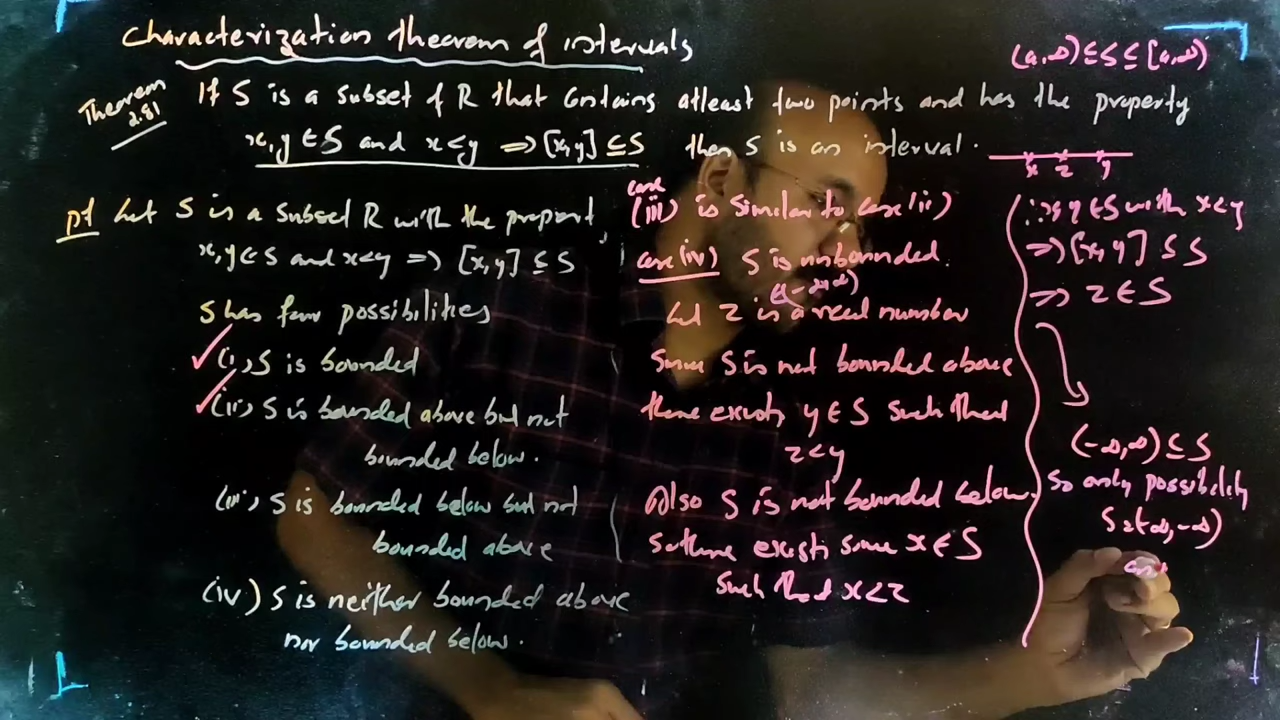 Characterization theorem of intervals
Theorem 2.51
If S is a subset of R that contains atleast two points and has the property
x, y ∈ S and x < y ⇒ [x, y] ⊆ S then S is an interval.
pf Let S is a subset R with the propert
x, y ∈ S and x < y ⇒ [x, y] ⊆ S
S has four possibilities
(i) S is bounded
(ii) S is bounded above but not
bounded below.
(iii) S is bounded below but not
bounded above
(iv) S is neither bounded above
nor bounded below.
case
(iii) is similar to case (ii)
case (iv) S is unbounded.
(-∞, ∞)
Let z is a real number
Since S is not bounded above
there exists y ∈ S such that
z < y
Also S is not bounded below.
So there exists some x ∈ S
such that x < z
(a, ∞) ⊆ S ⊆ [a, ∞)
x z y
∴ x, y ∈ S with x < y
⇒ [x, y] ⊆ S
⇒ z ∈ S
(-∞, ∞) ⊆ S
So only possibility